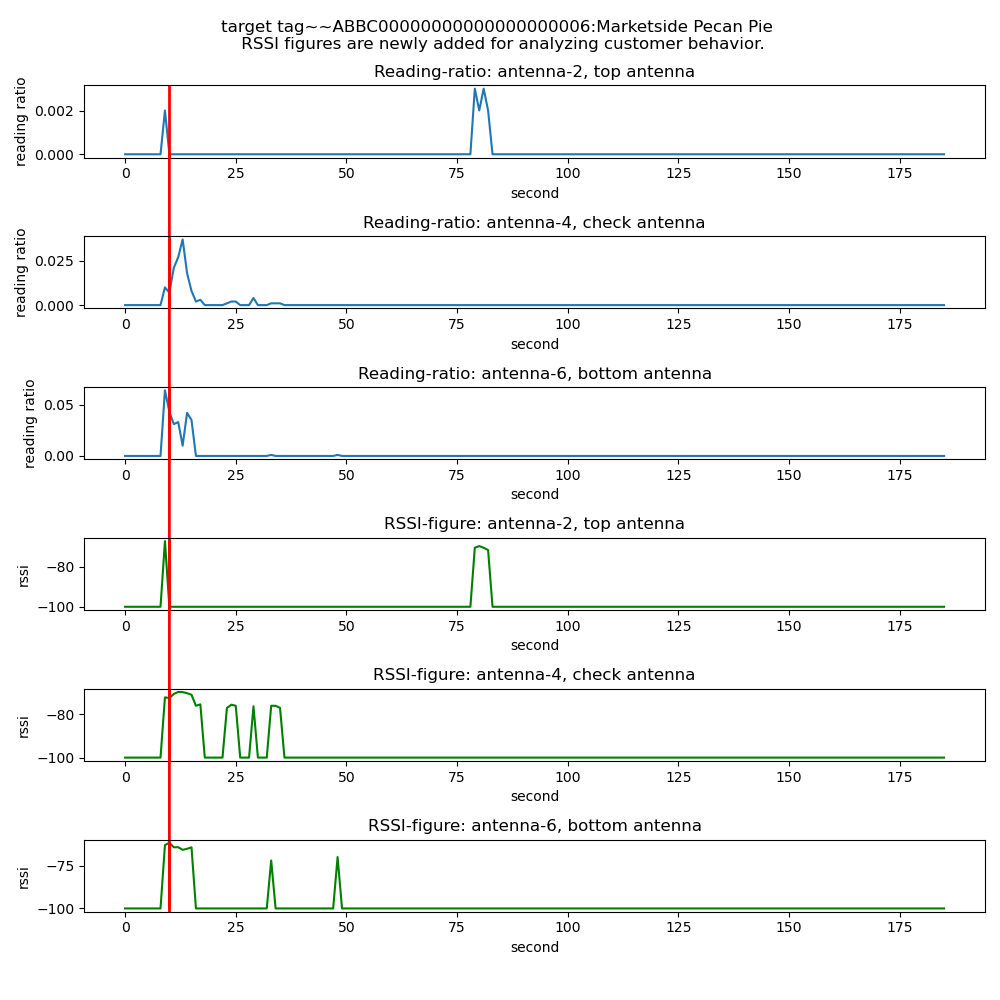 target tag~~ABBC00000000000000000006:Marketside Pecan Pie
RSSI figures are newly added for analyzing customer behavior.
Reading-ratio: antenna-2, top antenna
reading ratio
0.002
0.000
0 25 50 75 100 125 150 175
second
Reading-ratio: antenna-4, check antenna
reading ratio
0.025
0.000
0 25 50 75 100 125 150 175
second
Reading-ratio: antenna-6, bottom antenna
reading ratio
0.05
0.00
0 25 50 75 100 125 150 175
second
RSSI-figure: antenna-2, top antenna
rssi
−80
−100
0 25 50 75 100 125 150 175
second
RSSI-figure: antenna-4, check antenna
rssi
−80
−100
0 25 50 75 100 125 150 175
second
RSSI-figure: antenna-6, bottom antenna
rssi
−75
−100
0 25 50 75 100 125 150 175
second